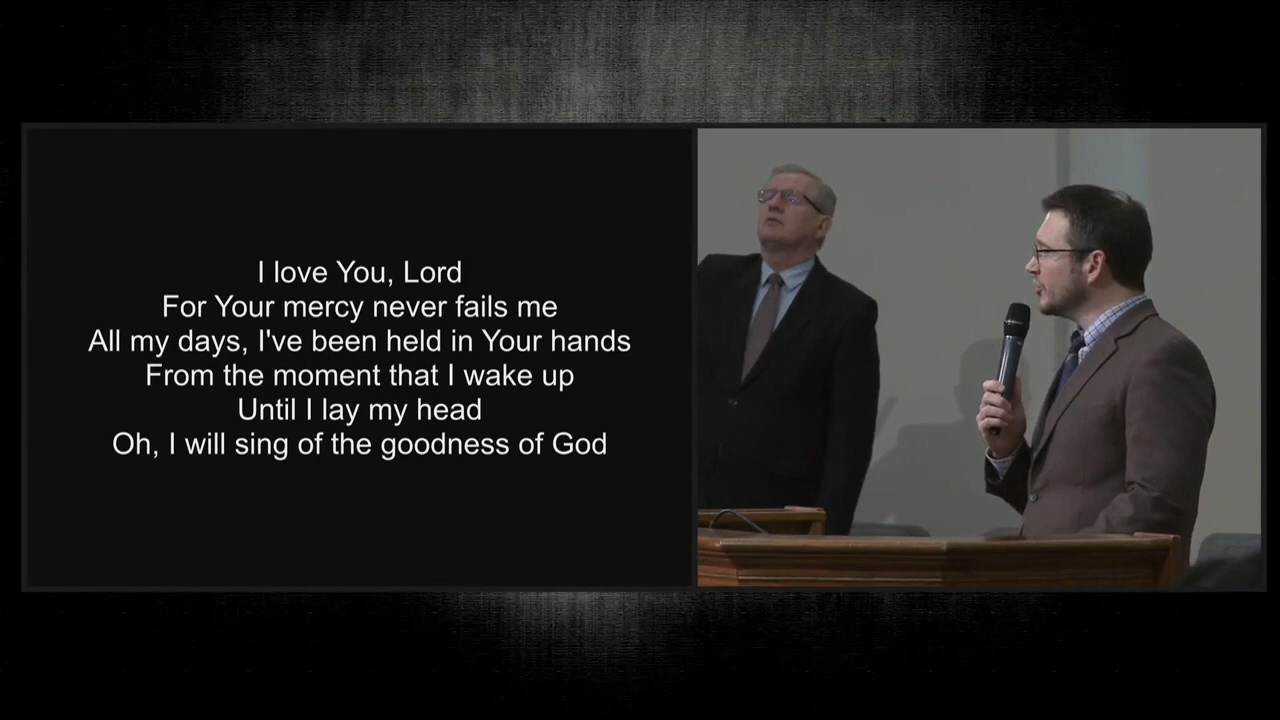 I love You, Lord
For Your mercy never fails me
All my days, I've been held in Your hands
From the moment that I wake up
Until I lay my head
Oh, I will sing of the goodness of God